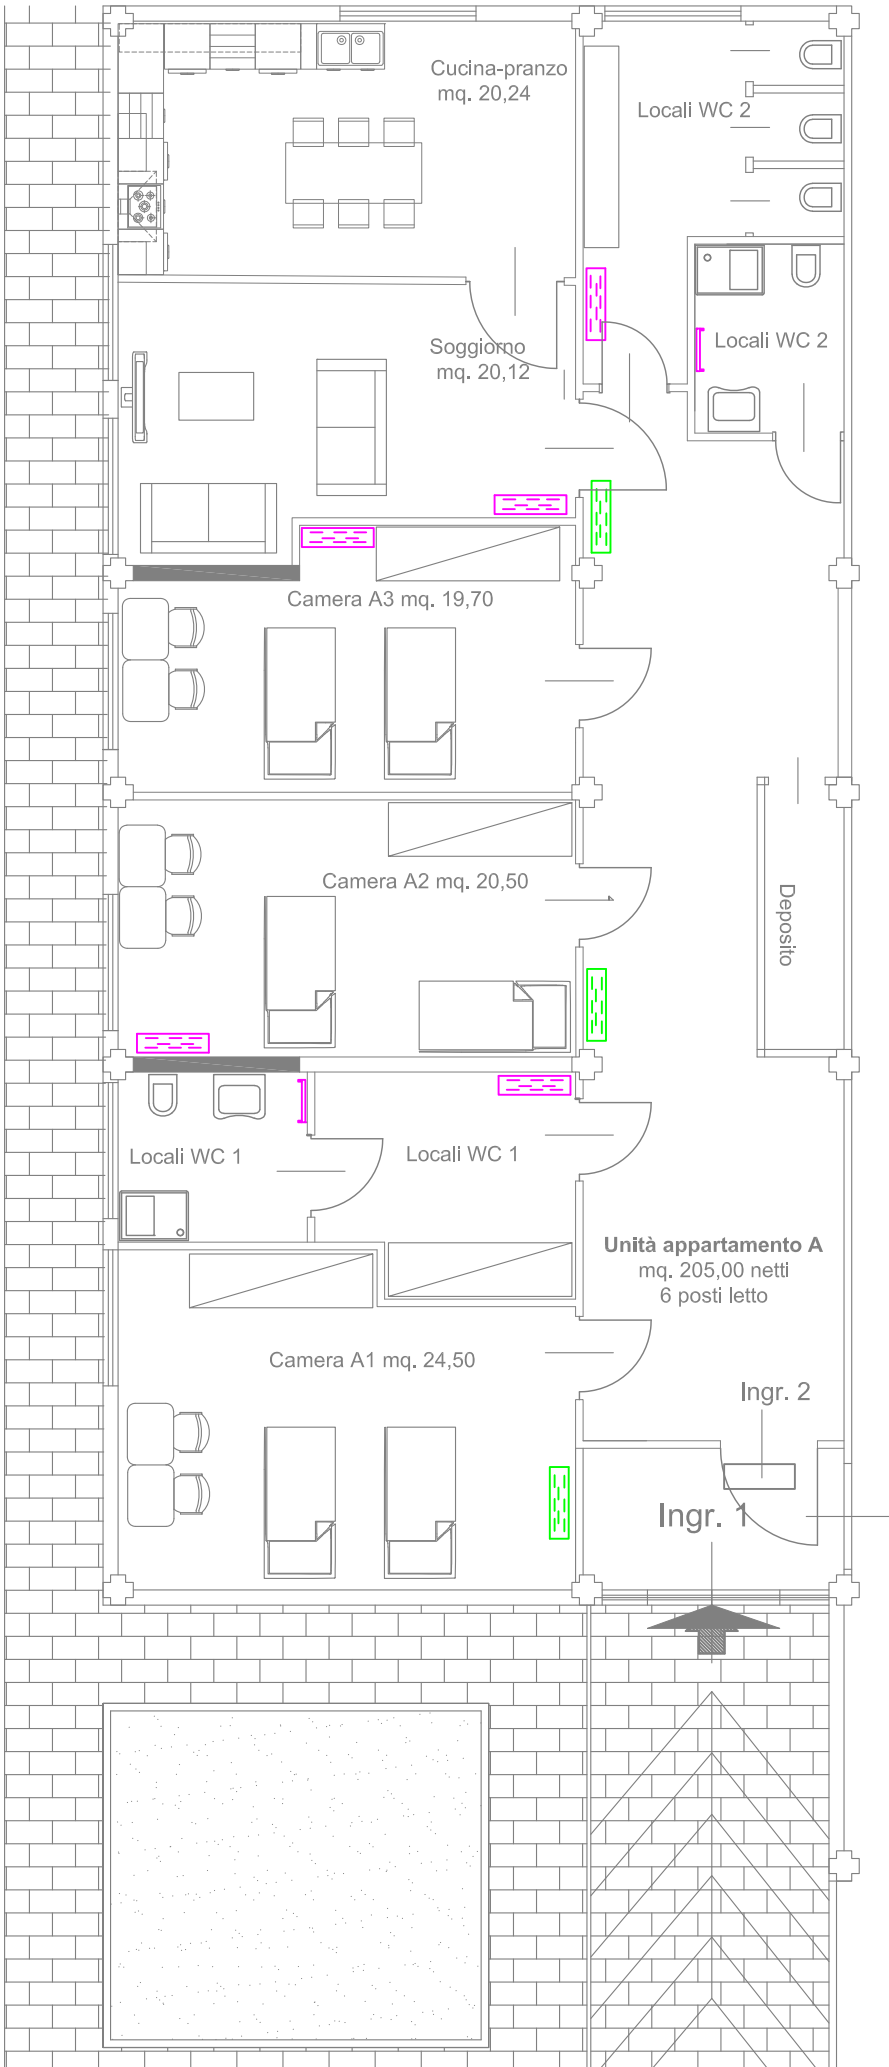 Cucina-pranzo
mq. 20,24
Locali WC 2
Soggiorno
mq. 20,12
Locali WC 2
Camera A3 mq. 19,70
Camera A2 mq. 20,50
Deposito
Locali WC 1
Locali WC 1
Unità appartamento A
mq. 205,00 netti
6 posti letto
Camera A1 mq. 24,50
Ingr. 2
Ingr. 1